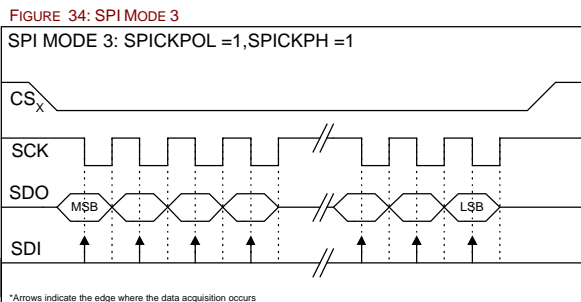 FIGURE 34: SPI MODE 3
SPI MODE 3: SPICKPOL =1,SPICKPH =1
CSX
SCK
SDO
MSB
LSB
SDI
*Arrows indicate the edge where the data acquisition occurs